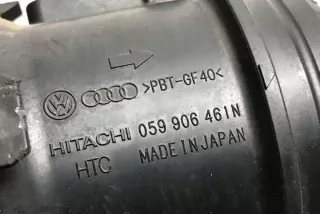 >PBT-GF40<
HITACHI 059 906 461N
HTC MADE IN JAPAN